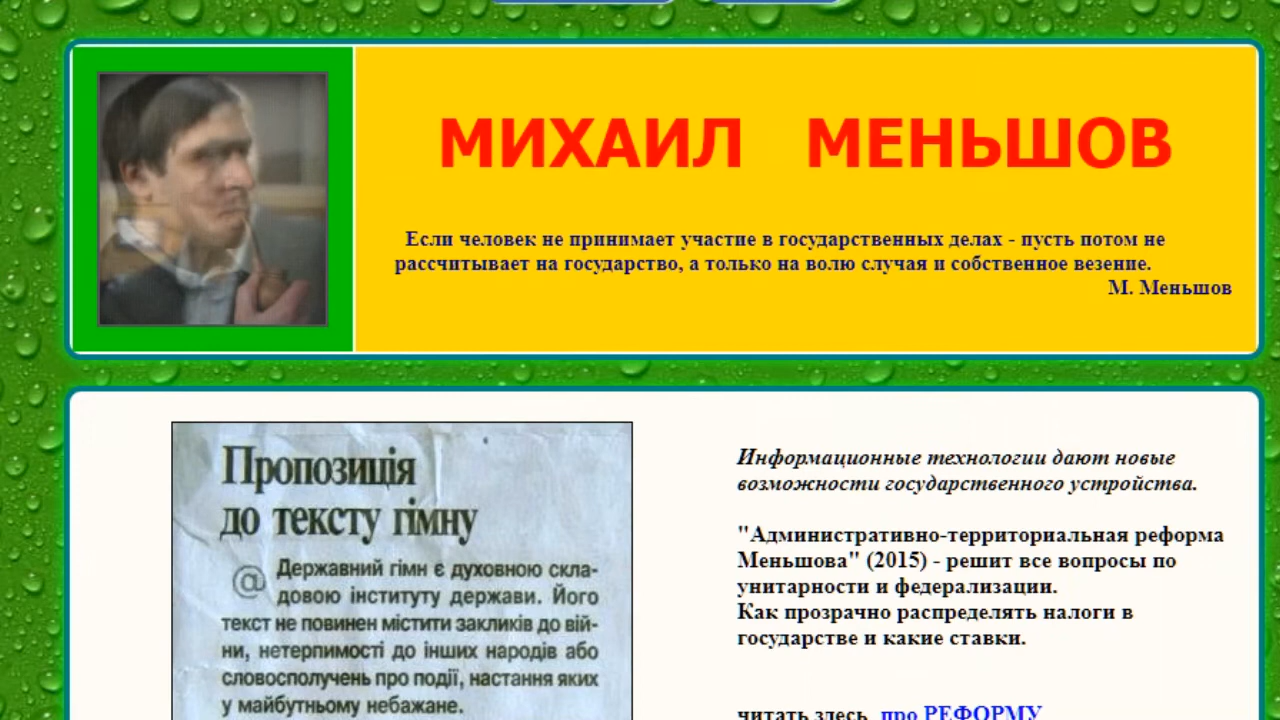 МИХАИЛ МЕНЬШОВ
Если человек не принимает участие в государственных делах - пусть потом не
рассчитывает на государство, а только на волю случая и собственное везение.
М. Меньшов
Пропозиція
до тексту гімну
@ Державний гімн є духовною скла-
довою інституту держави. Його
текст не повинен містити закликів до вій-
ни, нетерпимості до інших народів або
словосполучень про події, настання яких
у майбутньому небажане.
Информационные технологии дают новые
возможности государственного устройства.
"Административно-территориальная реформа
Меньшова" (2015) - решит все вопросы по
унитарности и федерализации.
Как прозрачно распределять налоги в
государстве и какие ставки.
читать здесь про РЕФОРМУ